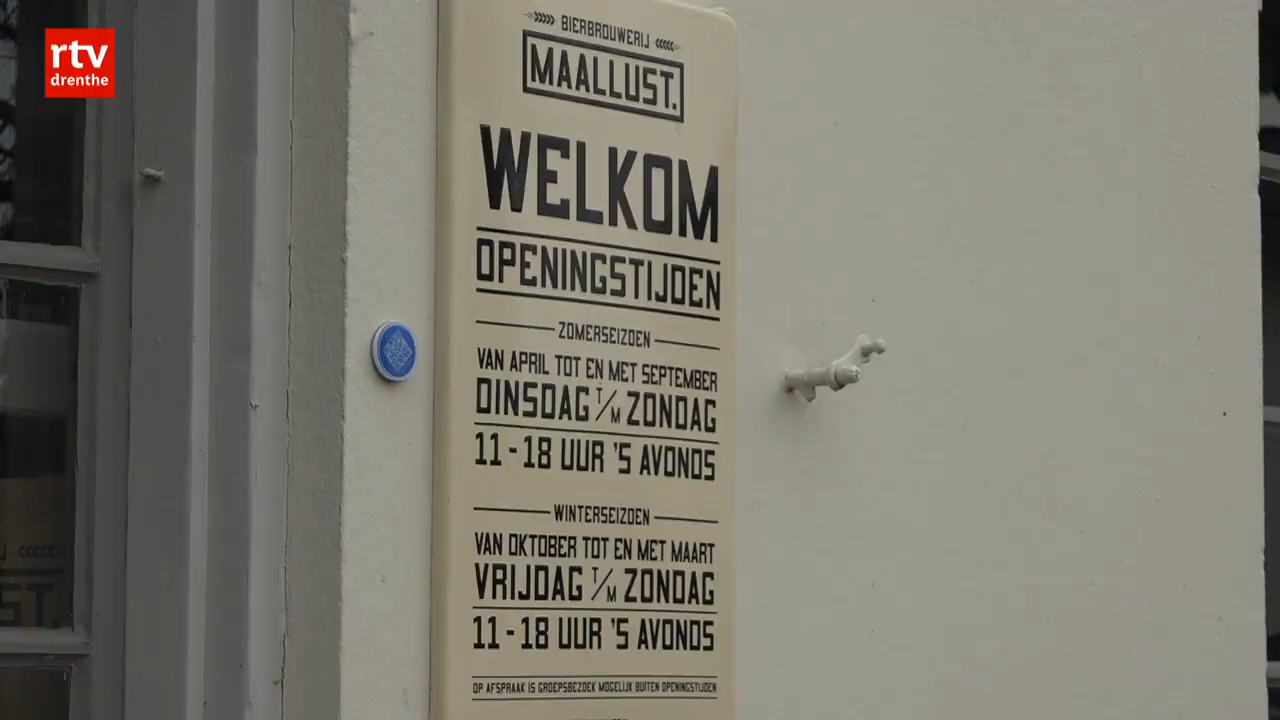 rtv
drenthe
BIERBROUWERIJ
MAALLUST.
WELKOM
OPENINGSTIJDEN
ZOMERSEIZOEN
VAN APRIL TOT EN MET SEPTEMBER
DINSDAG T/M ZONDAG
11 - 18 UUR 'S AVONDS
WINTERSEIZOEN
VAN OKTOBER TOT EN MET MAART
VRIJDAG T/M ZONDAG
11 - 18 UUR 'S AVONDS
OP AFSPRAAK IS GROEPSBEZOEK MOGELIJK BUITEN OPENINGSTIJDEN